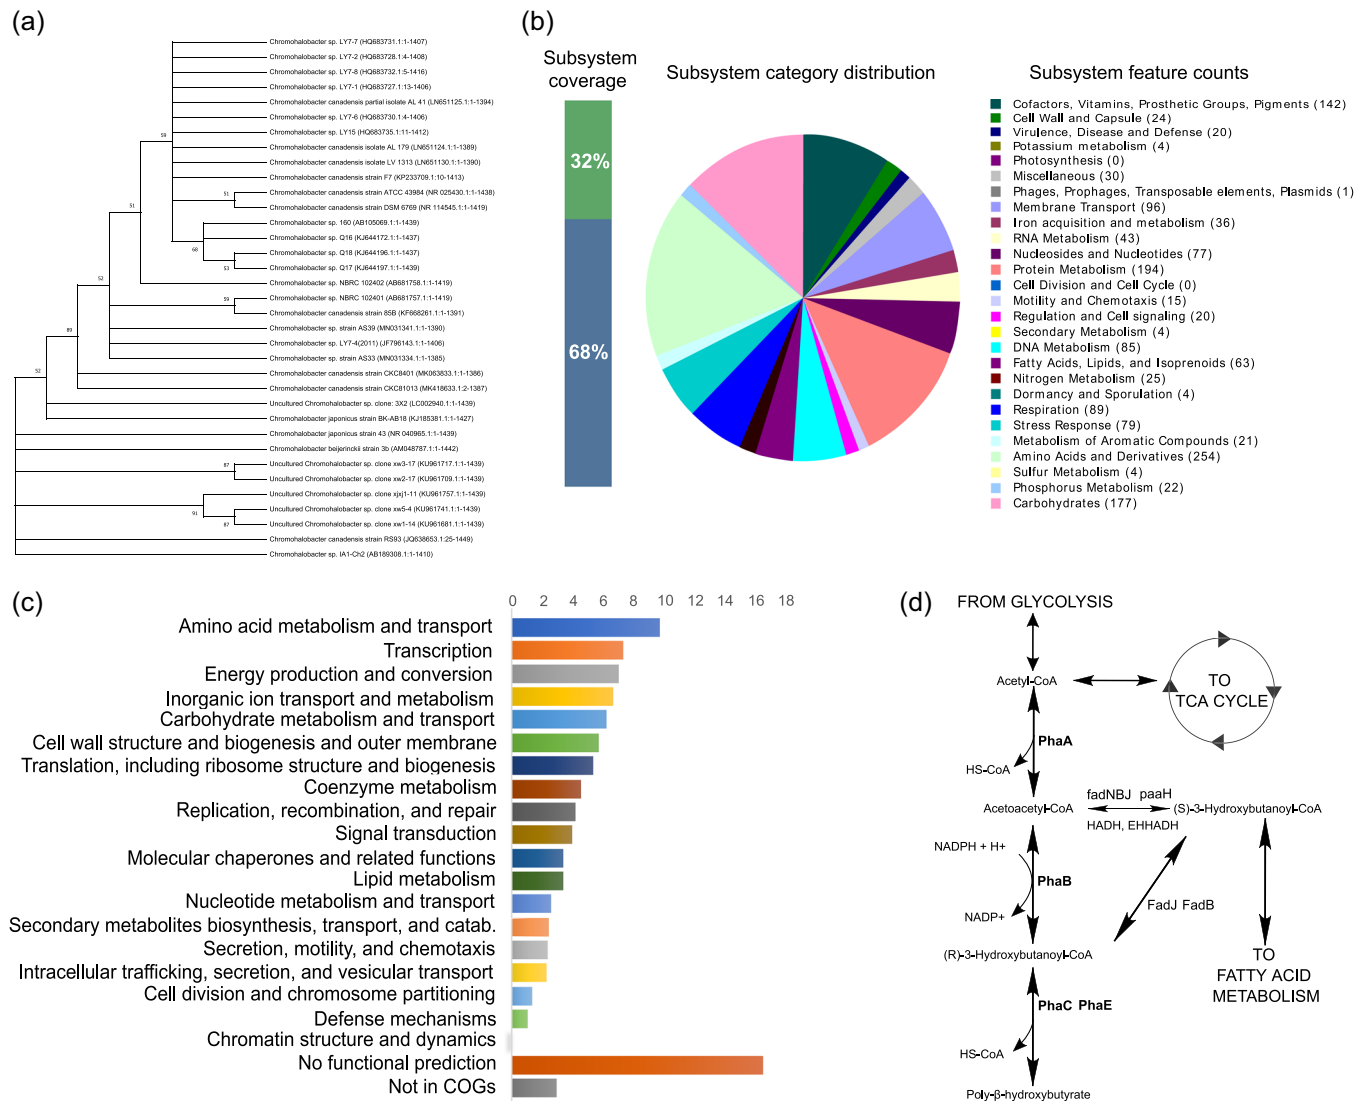 (a)
Chromohalobacter sp. LY7-7 (HQ683731.1:1-1407)
Chromohalobacter sp. LY7-2 (HQ683728.1:4-1408)
Chromohalobacter sp. LY7-8 (HQ683732.1:5-1416)
Chromohalobacter sp. LY7-1 (HQ683727.1:13-1406)
Chromohalobacter canadensis partial isolate AL 41 (LN651125.1:1-1394)
Chromohalobacter sp. LY7-6 (HQ683730.1:4-1406)
Chromohalobacter sp. LY15 (HQ683735.1:11-1412)
Chromohalobacter canadensis isolate AL 179 (LN651124.1:1-1389)
Chromohalobacter canadensis isolate LV 1313 (LN651130.1:1-1390)
Chromohalobacter canadensis strain F7 (KP233709.1:10-1413)
Chromohalobacter canadensis strain ATCC 43984 (NR 025430.1:1-1438)
Chromohalobacter canadensis strain DSM 6769 (NR 114545.1:1-1419)
Chromohalobacter sp. 160 (AB105069.1:1-1439)
Chromohalobacter sp. Q16 (KJ644172.1:1-1437)
Chromohalobacter sp. Q18 (KJ644196.1:1-1437)
Chromohalobacter sp. Q17 (KJ644197.1:1-1439)
Chromohalobacter sp. NBRC 102402 (AB681758.1:1-1419)
Chromohalobacter sp. NBRC 102401 (AB681757.1:1-1419)
Chromohalobacter canadensis strain 85B (KF668261.1:1-1391)
Chromohalobacter sp. strain AS39 (MN031341.1:1-1390)
Chromohalobacter sp. LY7-4(2011) (JF796143.1:1-1406)
Chromohalobacter sp. strain AS33 (MN031334.1:1-1385)
Chromohalobacter canadensis strain CKC8401 (MK063833.1:1-1386)
Chromohalobacter canadensis strain CKC81013 (MK418633.1:2-1387)
Uncultured Chromohalobacter sp. clone: 3X2 (LC002940.1:1-1439)
Chromohalobacter japonicus strain BK-AB18 (KJ185381.1:1-1427)
Chromohalobacter japonicus strain 43 (NR 040965.1:1-1439)
Chromohalobacter beijerinckii strain 3b (AM048787.1:1-1442)
Uncultured Chromohalobacter sp. clone xw3-17 (KU961717.1:1-1439)
Uncultured Chromohalobacter sp. clone xw2-17 (KU961709.1:1-1439)
Uncultured Chromohalobacter sp. clone xjxj1-11 (KU961757.1:1-1439)
Uncultured Chromohalobacter sp. clone xw5-4 (KU961741.1:1-1439)
Uncultured Chromohalobacter sp. clone xw1-14 (KU961681.1:1-1439)
Chromohalobacter canadensis strain RS93 (JQ638653.1:25-1449)
Chromohalobacter sp. IA1-Ch2 (AB189308.1:1-1410)
59
51
51
68
53
52
59
89
52
87
91
87
(b)
Subsystem
coverage
32%
68%
Subsystem category distribution
Subsystem feature counts
Cofactors, Vitamins, Prosthetic Groups, Pigments (142)
Cell Wall and Capsule (24)
Virulence, Disease and Defense (20)
Potassium metabolism (4)
Photosynthesis (0)
Miscellaneous (30)
Phages, Prophages, Transposable elements, Plasmids (1)
Membrane Transport (96)
Iron acquisition and metabolism (36)
RNA Metabolism (43)
Nucleosides and Nucleotides (77)
Protein Metabolism (194)
Cell Division and Cell Cycle (0)
Motility and Chemotaxis (15)
Regulation and Cell signaling (20)
Secondary Metabolism (4)
DNA Metabolism (85)
Fatty Acids, Lipids, and Isoprenoids (63)
Nitrogen Metabolism (25)
Dormancy and Sporulation (4)
Respiration (89)
Stress Response (79)
Metabolism of Aromatic Compounds (21)
Amino Acids and Derivatives (254)
Sulfur Metabolism (4)
Phosphorus Metabolism (22)
Carbohydrates (177)
(c)
0 2 4 6 8 10 12 14 16 18
Amino acid metabolism and transport
Transcription
Energy production and conversion
Inorganic ion transport and metabolism
Carbohydrate metabolism and transport
Cell wall structure and biogenesis and outer membrane
Translation, including ribosome structure and biogenesis
Coenzyme metabolism
Replication, recombination, and repair
Signal transduction
Molecular chaperones and related functions
Lipid metabolism
Nucleotide metabolism and transport
Secondary metabolites biosynthesis, transport, and catab.
Secretion, motility, and chemotaxis
Intracellular trafficking, secretion, and vesicular transport
Cell division and chromosome partitioning
Defense mechanisms
Chromatin structure and dynamics
No functional prediction
Not in COGs
(d)
FROM GLYCOLYSIS
Acetyl-CoA
TO
TCA CYCLE
PhaA
HS-CoA
Acetoacetyl-CoA
fadNBJ paaH
HADH, EHHADH
(S)-3-Hydroxybutanoyl-CoA
NADPH + H+
PhaB
NADP+
FadJ FadB
(R)-3-Hydroxybutanoyl-CoA
TO
FATTY ACID
METABOLISM
PhaC PhaE
HS-CoA
Poly-β-hydroxybutyrate